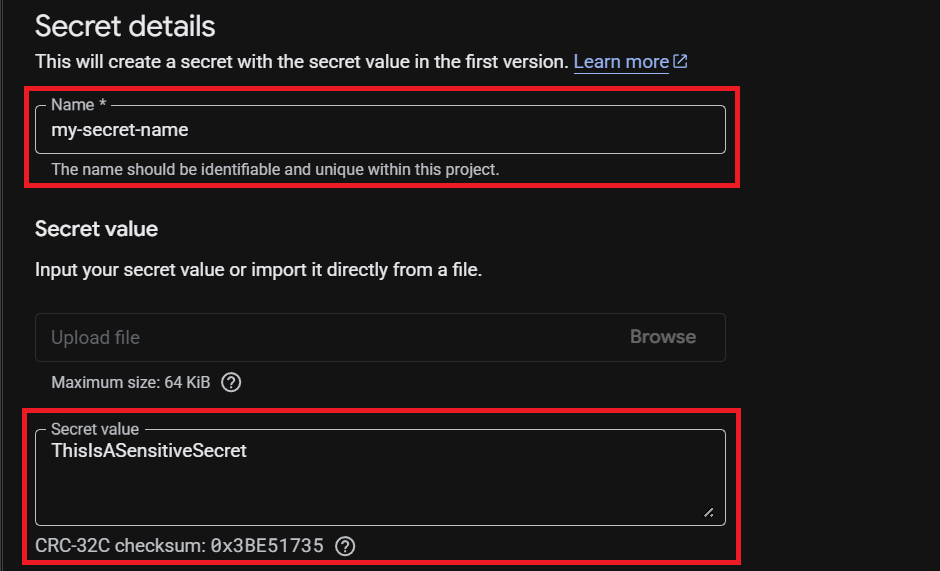 Secret details
This will create a secret with the secret value in the first version. Learn more
Name *
my-secret-name
The name should be identifiable and unique within this project.
Secret value
Input your secret value or import it directly from a file.
Upload file Browse
Maximum size: 64 KiB ?
Secret value
ThisIsASensitiveSecret
CRC-32C checksum: 0x3BE51735 ?